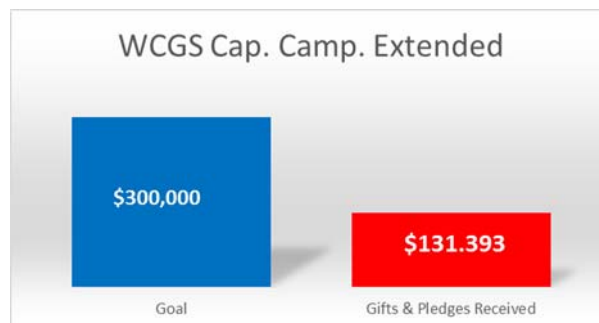 WCGS Cap. Camp. Extended
$300,000
$131.393
Goal
Gifts & Pledges Received